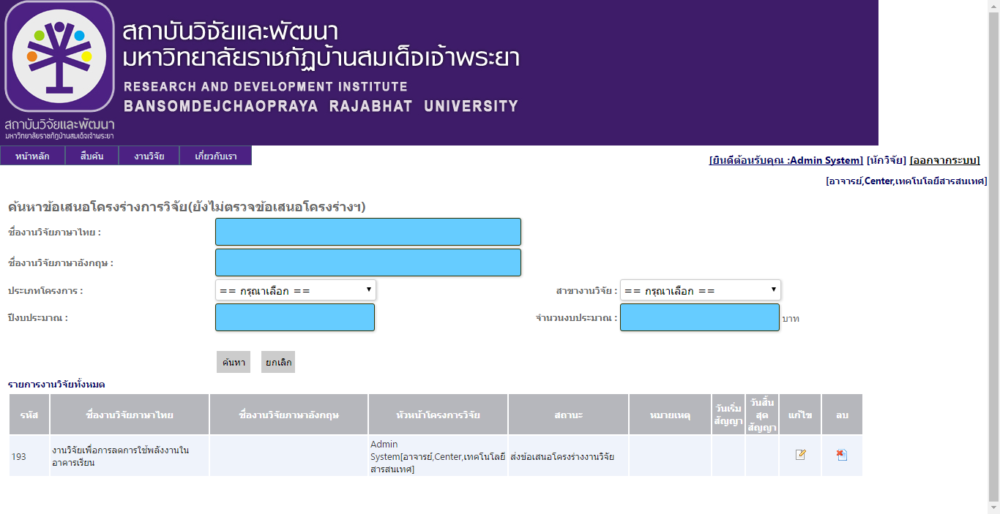 สถาบันวิจัยและพัฒนา
มหาวิทยาลัยราชภัฏบ้านสมเด็จเจ้าพระยา
RESEARCH AND DEVELOPMENT INSTITUTE
BANSOMDEJCHAOPRAYA RAJABHAT UNIVERSITY
สถาบันวิจัยและพัฒนา
มหาวิทยาลัยราชภัฏบ้านสมเด็จเจ้าพระยา
หน้าหลัก สืบค้น งานวิจัย เกี่ยวกับเรา
[ยินดีต้อนรับคุณ :Admin System] [นักวิจัย] [ออกจากระบบ]
[อาจารย์,Center,เทคโนโลยีสารสนเทศ]
ค้นหาข้อเสนอโครงร่างการวิจัย(ยังไม่ตรวจข้อเสนอโครงร่างฯ)
ชื่องานวิจัยภาษาไทย :
ชื่องานวิจัยภาษาอังกฤษ :
ประเภทโครงการ : == กรุณาเลือก == สาขางานวิจัย : == กรุณาเลือก ==
ปีงบประมาณ : จำนวนงบประมาณ : บาท
ค้นหา ยกเลิก
รายการงานวิจัยทั้งหมด
รหัส ชื่องานวิจัยภาษาไทย ชื่องานวิจัยภาษาอังกฤษ หัวหน้าโครงการวิจัย สถานะ หมายเหตุ วันเริ่ม สัญญา วันสิ้น สุด สัญญา แก้ไข ลบ
193 งานวิจัยเพื่อการลดการใช้พลังงานใน
อาคารเรียน
Admin
System[อาจารย์,Center,เทคโนโลยี
สารสนเทศ]
ส่งข้อเสนอโครงร่างงานวิจัย